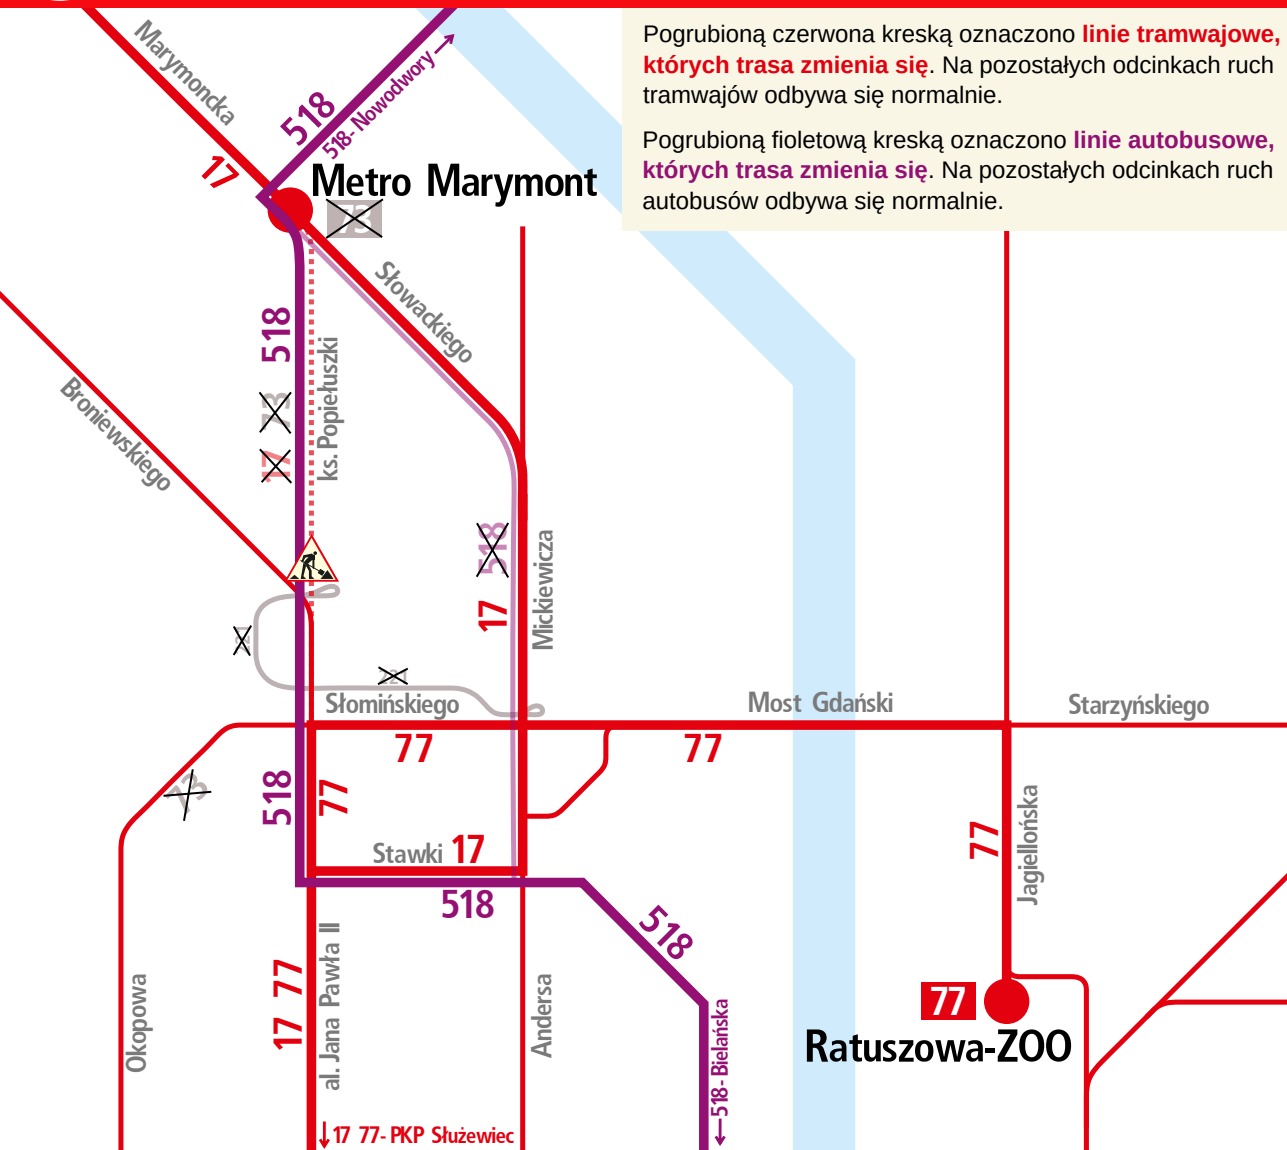 Pogrubioną czerwona kreską oznaczono linie tramwajowe,
których trasa zmienia się. Na pozostałych odcinkach ruch
tramwajów odbywa się normalnie.
Pogrubioną fioletową kreską oznaczono linie autobusowe,
których trasa zmienia się. Na pozostałych odcinkach ruch
autobusów odbywa się normalnie.
Marymoncka
518
518- Nowodwory
17
Metro Marymont
73
Słowackiego
518
ks. Popiełuszki
73
17
Broniewskiego
518
17
Mickiewicza
Słomińskiego
Most Gdański
Starzyńskiego
77
77
73
518
77
77
Jagiellońska
Stawki 17
518
518
Okopowa
17 77
al. Jana Pawła II
Andersa
518- Bielańska
77
Ratuszowa-ZOO
17 77- PKP Służewiec